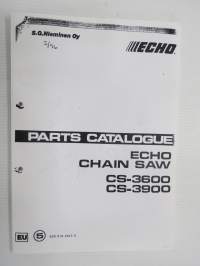 S.G.Nieminen Oy
ECHO
PARTS CATALOGUE
ECHO
CHAIN SAW
CS-3600
CS-3900
EU